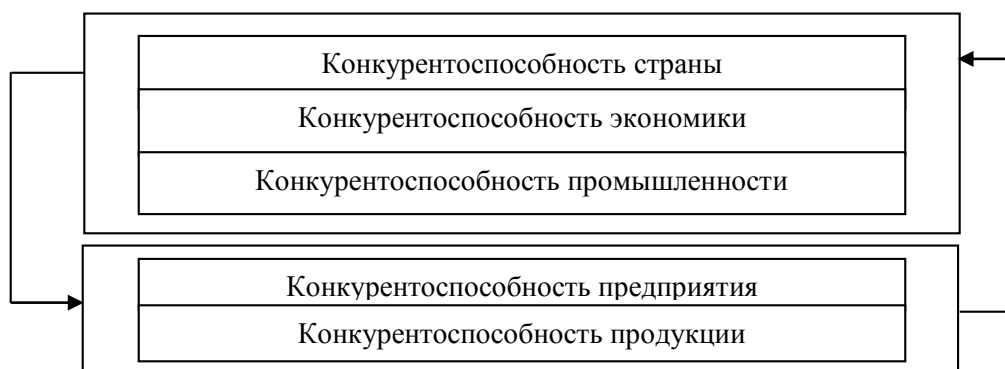 Конкурентоспособность страны
Конкурентоспособность экономики
Конкурентоспособность промышленности
Конкурентоспособность предприятия
Конкурентоспособность продукции